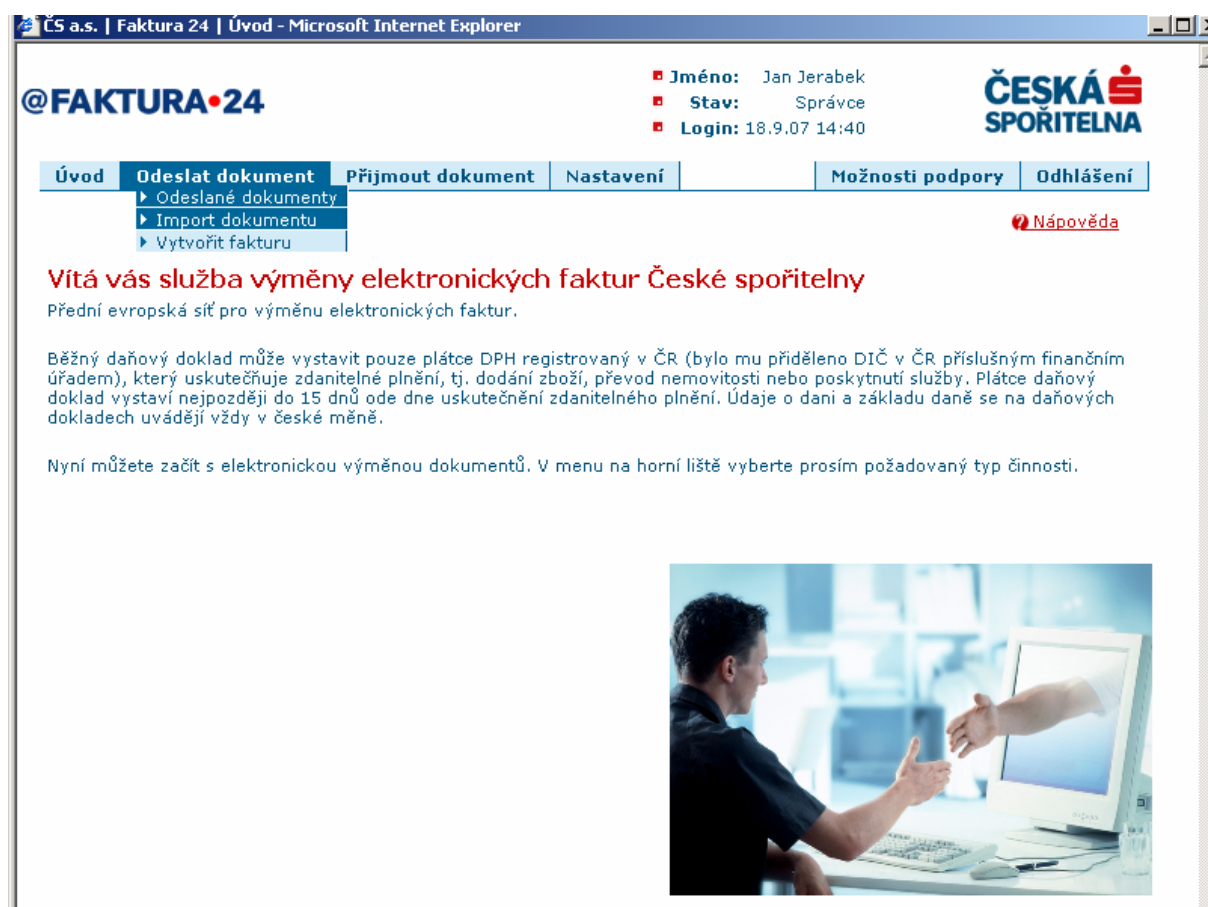 ČS a.s. | Faktura 24 | Úvod - Microsoft Internet Explorer
@FAKTURA•24
Jméno: Jan Jerabek
Stav: Správce
Login: 18.9.07 14:40
ČESKÁ
SPOŘITELNA
Úvod Odeslat dokument Přijmout dokument Nastavení Možnosti podpory Odhlášení
Odeslané dokumenty
Import dokumentu
Vytvořit fakturu
Nápověda
Vítá vás služba výměny elektronických faktur České spořitelny
Přední evropská síť pro výměnu elektronických faktur.
Běžný daňový doklad může vystavit pouze plátce DPH registrovaný v ČR (bylo mu přiděleno DIČ v ČR příslušným finančním
úřadem), který uskutečňuje zdanitelné plnění, tj. dodání zboží, převod nemovitosti nebo poskytnutí služby. Plátce daňový
doklad vystaví nejpozději do 15 dnů ode dne uskutečnění zdanitelného plnění. Údaje o dani a základu daně se na daňových
dokladech uvádějí vždy v české měně.
Nyní můžete začít s elektronickou výměnou dokumentů. V menu na horní liště vyberte prosím požadovaný typ činnosti.